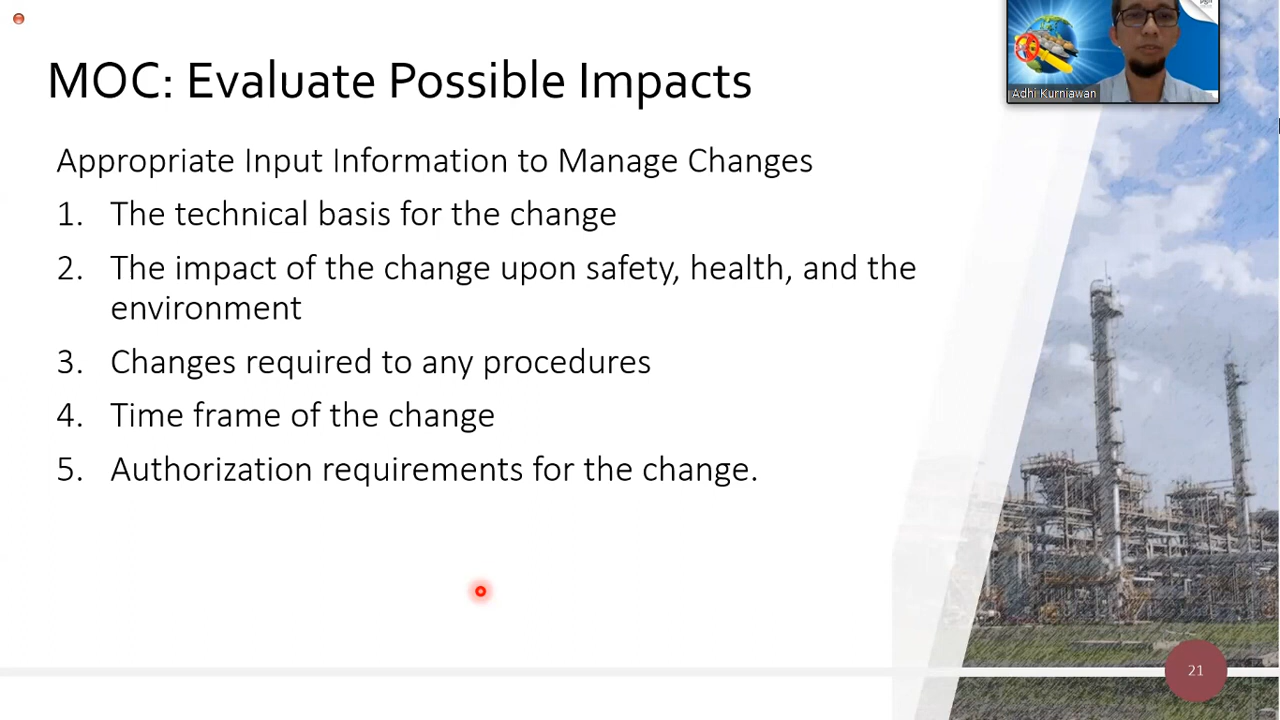 MOC: Evaluate Possible Impacts
Adhi Kurniawan
Appropriate Input Information to Manage Changes
1. The technical basis for the change
2. The impact of the change upon safety, health, and the
environment
3. Changes required to any procedures
4. Time frame of the change
5. Authorization requirements for the change.
21